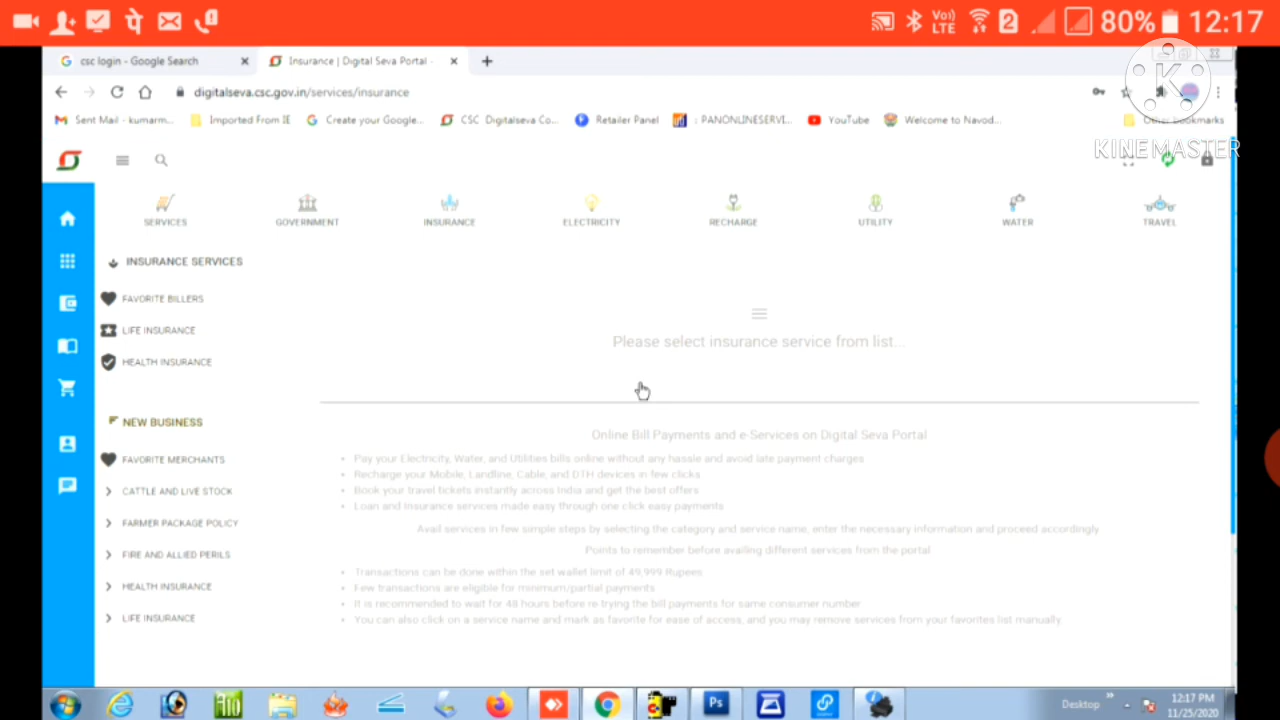 Vo))
LTE
2
80%
12:17
csc login - Google Search
Insurance | Digital Seva Portal -
digitalseva.csc.gov.in/services/insurance
Sent Mail - kumarm...
Imported From IE
Create your Google...
CSC Digitalseva Co...
Retailer Panel
: PANONLINESERVI...
YouTube
Welcome to Navod...
Other bookmarks
K
KINEMASTER
SERVICES
GOVERNMENT
INSURANCE
ELECTRICITY
RECHARGE
UTILITY
WATER
TRAVEL
INSURANCE SERVICES
FAVORITE BILLERS
LIFE INSURANCE
HEALTH INSURANCE
NEW BUSINESS
FAVORITE MERCHANTS
CATTLE AND LIVE STOCK
FARMER PACKAGE POLICY
FIRE AND ALLIED PERILS
HEALTH INSURANCE
LIFE INSURANCE
Please select insurance service from list...
Online Bill Payments and e-Services on Digital Seva Portal
Pay your Electricity, Water, and Utilities bills online without any hassle and avoid late payment charges
Recharge your Mobile, Landline, Cable, and DTH devices in few clicks
Book your travel tickets instantly across India and get the best offers
Loan and Insurance services made easy through one click easy payments
Avail services in few simple steps by selecting the category and service name, enter the necessary information and proceed accordingly
Points to remember before availing different services from the portal
Transactions can be done within the set wallet limit of 49,999 Rupees
Few transactions are eligible for minimum/partial payments
It is recommended to wait for 48 hours before re-trying the bill payments for same consumer number
You can also click on a service name and mark as favorite for ease of access, and you may remove services from your favorites list manually.
Ps
Desktop
12:17 PM
11/25/2020